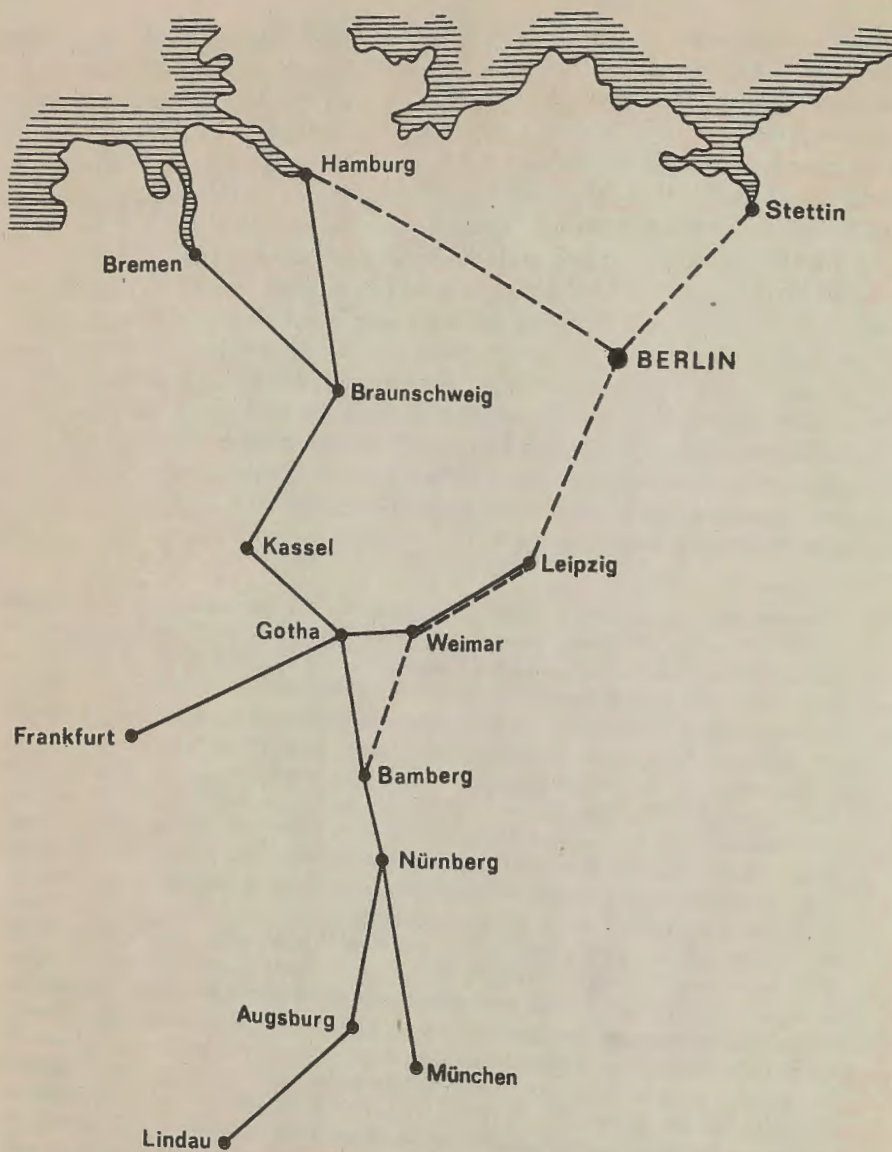 Hamburg
Stettin
Bremen
BERLIN
Braunschweig
Kassel
Leipzig
Gotha
Weimar
Frankfurt
Bamberg
Nürnberg
Augsburg
München
Lindau